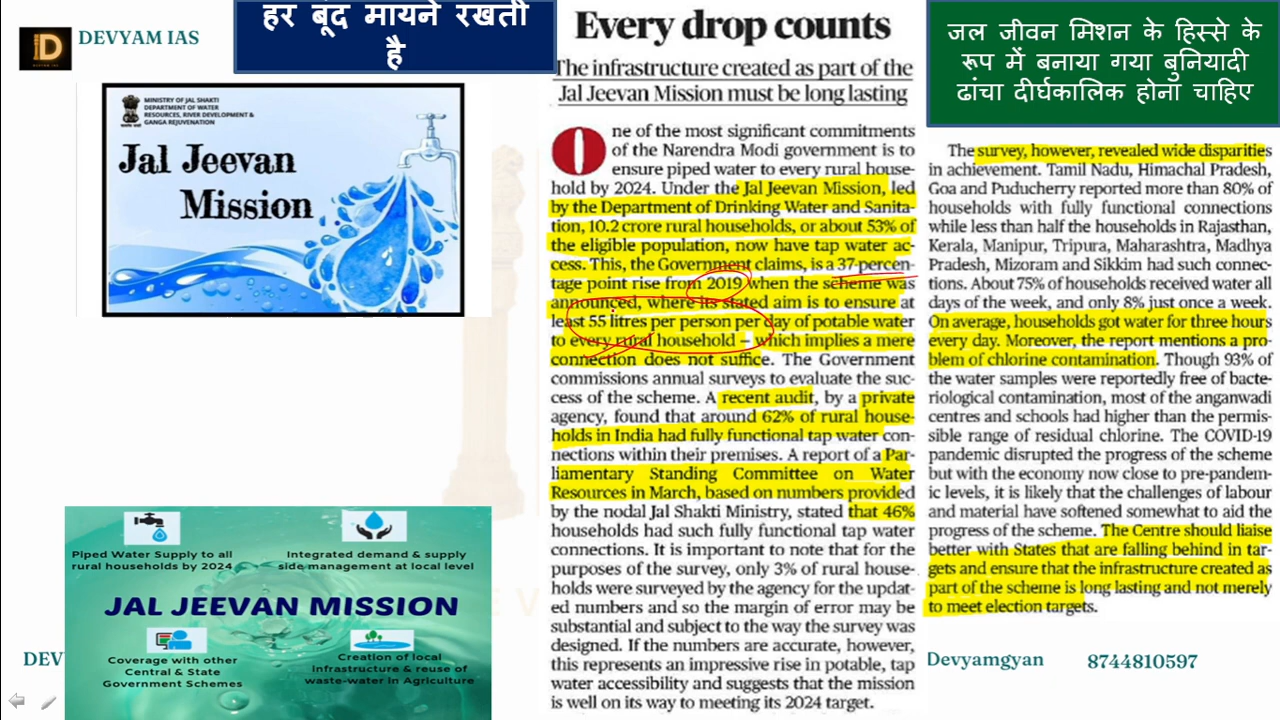 DEVYAM IAS
हर बूंद मायने रखती
है
MINISTRY OF JAL SHAKTI
DEPARTMENT OF WATER
RESOURCES, RIVER DEVELOPMENT &
GANGA REJUVENATION
Jal Jeevan
Mission
Piped Water Supply to all
rural households by 2024
Integrated demand & supply
side management at local level
JAL JEEVAN MISSION
Coverage with other
Central & State
Government Schemes
Creation of local
infrastructure & reuse of
waste-water in Agriculture
DEV
Every drop counts
The infrastructure created as part of the
Jal Jeevan Mission must be long lasting
One of the most significant commitments
of the Narendra Modi government is to
ensure piped water to every rural house-
hold by 2024. Under the Jal Jeevan Mission, led
by the Department of Drinking Water and Sanita-
tion, 10.2 crore rural households, or about 53% of
the eligible population, now have tap water ac-
cess. This, the Government claims, is a 37-percen-
tage point rise from 2019 when the scheme was
announced, where its stated aim is to ensure at
least 55 litres per person per day of potable water
to every rural household — which implies a mere
connection does not suffice. The Government
commissions annual surveys to evaluate the suc-
cess of the scheme. A recent audit, by a private
agency, found that around 62% of rural house-
holds in India had fully functional tap water con-
nections within their premises. A report of a Par-
liamentary Standing Committee on Water
Resources in March, based on numbers provided
by the nodal Jal Shakti Ministry, stated that 46%
households had such fully functional tap water
connections. It is important to note that for the
purposes of the survey, only 3% of rural house-
holds were surveyed by the agency for the updat-
ed numbers and so the margin of error may be
substantial and subject to the way the survey was
designed. If the numbers are accurate, however,
this represents an impressive rise in potable, tap
water accessibility and suggests that the mission
is well on its way to meeting its 2024 target.
जल जीवन मिशन के हिस्से के
रूप में बनाया गया बुनियादी
ढांचा दीर्घकालिक होना चाहिए
The survey, however, revealed wide disparities
in achievement. Tamil Nadu, Himachal Pradesh,
Goa and Puducherry reported more than 80% of
households with fully functional connections
while less than half the households in Rajasthan,
Kerala, Manipur, Tripura, Maharashtra, Madhya
Pradesh, Mizoram and Sikkim had such connec-
tions. About 75% of households received water all
days of the week, and only 8% just once a week.
On average, households got water for three hours
every day. Moreover, the report mentions a pro-
blem of chlorine contamination. Though 93% of
the water samples were reportedly free of bacte-
riological contamination, most of the anganwadi
centres and schools had higher than the permis-
sible range of residual chlorine. The COVID-19
pandemic disrupted the progress of the scheme
but with the economy now close to pre-pandem-
ic levels, it is likely that the challenges of labour
and material have softened somewhat to aid the
progress of the scheme. The Centre should liaise
better with States that are falling behind in tar-
gets and ensure that the infrastructure created as
part of the scheme is long lasting and not merely
to meet election targets.
Devyamgyan 8744810597